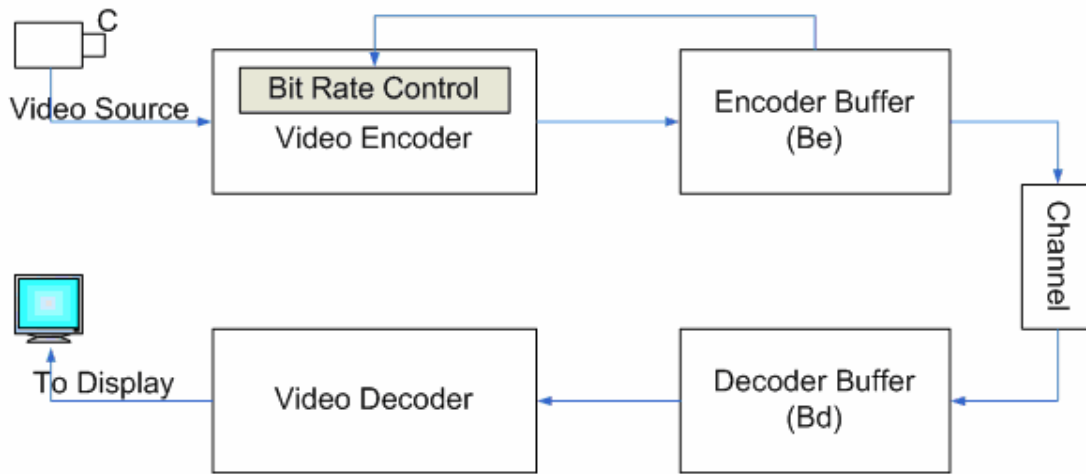 C
Video Source
Bit Rate Control
Video Encoder
Encoder Buffer
(Be)
Channel
To Display
Video Decoder
Decoder Buffer
(Bd)